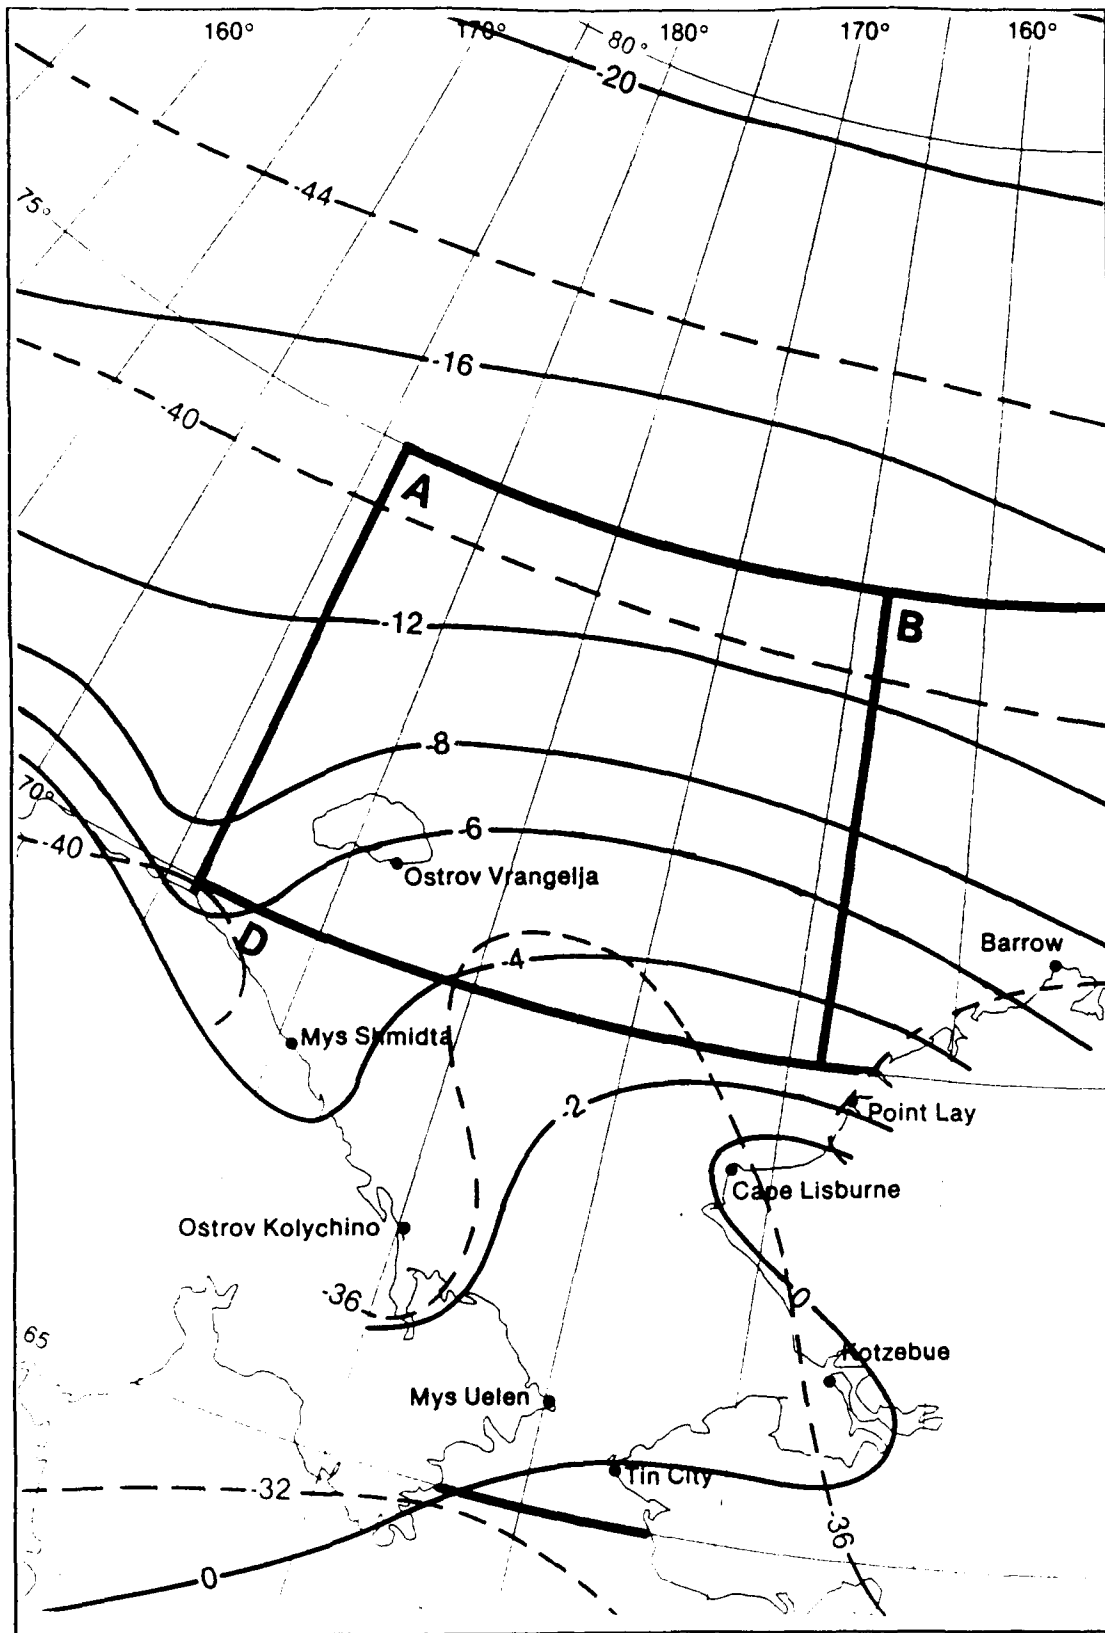 160°
170°
80°
180°
170°
160°
-20
75°
-44
-16
-40
A
-12
B
-8
70°
-6
-40
Ostrov Vrangelja
D
-4
Barrow
Mys Shmidta
-2
Point Lay
Cape Lisburne
Ostrov Kolychino
-36
0
65
Kotzebue
Mys Uelen
Tin City
-32
-36
0